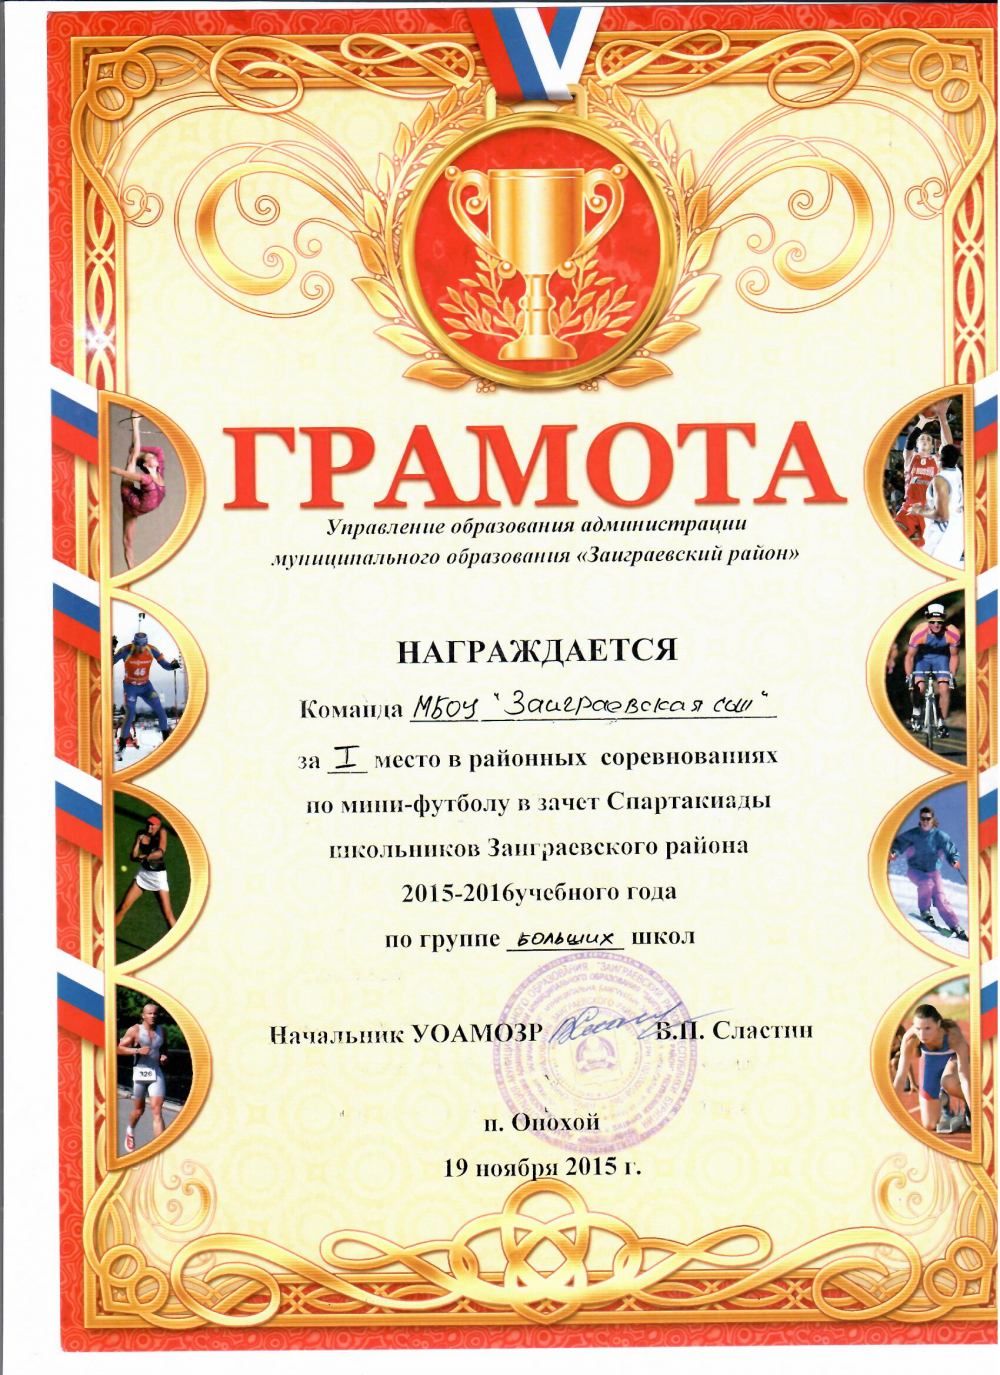 ГРАМОТА
Управление образования администрации
муниципального образования «Заиграевский район»
НАГРАЖДАЕТСЯ
Команда МБОУ "Заиграевская сош"
за I место в районных соревнованиях
по мини-футболу в зачет Спартакиады
школьников Заиграевского района
2015-2016учебного года
по группе больших школ
Начальник УОАМОЗР В.П. Сластин
п. Онохой
19 ноября 2015 г.